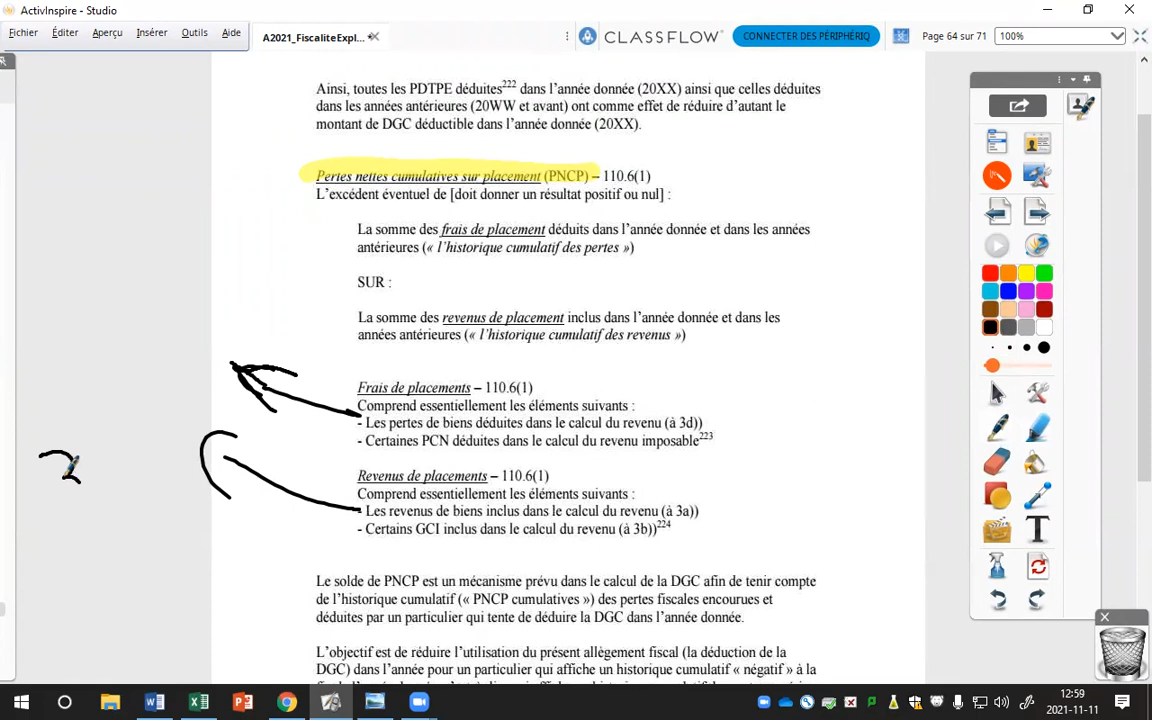 ActivInspire - Studio
Fichier Éditer Aperçu Insérer Outils Aide
A2021_FiscaliteExpl...
CLASSFLOW
CONNECTER DES PÉRIPHÉRIQ
Page 64 sur 71
100%
Ainsi, toutes les PDTPE déduites222 dans l'année donnée (20XX) ainsi que celles déduites
dans les années antérieures (20WW et avant) ont comme effet de réduire d'autant le
montant de DGC déductible dans l'année donnée (20XX).
Pertes nettes cumulatives sur placement (PNCP) – 110.6(1)
L'excédent éventuel de [doit donner un résultat positif ou nul] :
La somme des frais de placement déduits dans l'année donnée et dans les années
antérieures (« l'historique cumulatif des pertes »)
SUR :
La somme des revenus de placement inclus dans l'année donnée et dans les
années antérieures (« l'historique cumulatif des revenus »)
Frais de placements – 110.6(1)
Comprend essentiellement les éléments suivants :
- Les pertes de biens déduites dans le calcul du revenu (à 3d))
- Certaines PCN déduites dans le calcul du revenu imposable223
2
Revenus de placements – 110.6(1)
Comprend essentiellement les éléments suivants :
- Les revenus de biens inclus dans le calcul du revenu (à 3a))
- Certains GCI inclus dans le calcul du revenu (à 3b))224
Le solde de PNCP est un mécanisme prévu dans le calcul de la DGC afin de tenir compte
de l'historique cumulatif (« PNCP cumulatives ») des pertes fiscales encourues et
déduites par un particulier qui tente de déduire la DGC dans l'année donnée.
L'objectif est de réduire l'utilisation du présent allègement fiscal (la déduction de la
DGC) dans l'année pour un particulier qui affiche un historique cumulatif « négatif » à la
12:59
2021-11-11